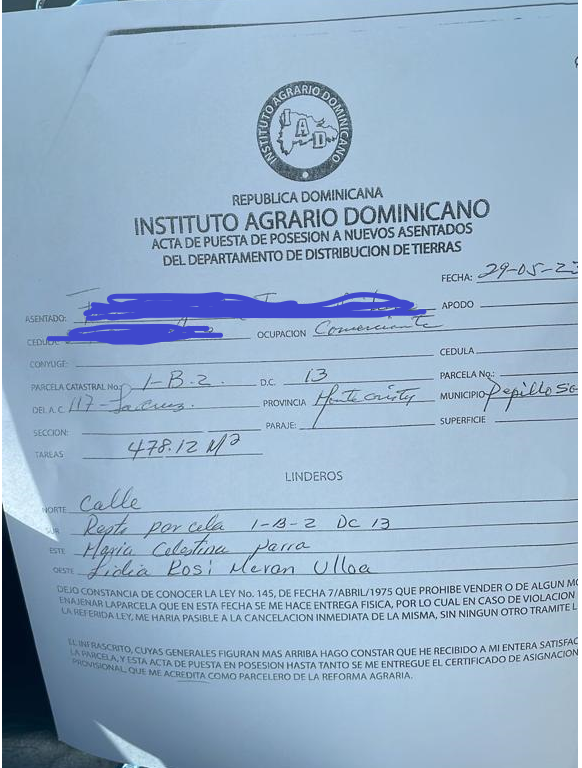 INSTITUTO AGRARIO DOMINICANO
IAD
REPUBLICA DOMINICANA
INSTITUTO AGRARIO DOMINICANO
ACTA DE PUESTA DE POSESION A NUEVOS ASENTADOS
DEL DEPARTAMENTO DE DISTRIBUCION DE TIERRAS
FECHA: 29-05-23
ASENTADO: APODO
CEDULA: OCUPACION Comerciante
CONYUGE: CEDULA
PARCELA CATASTRAL No.: 1-B-2. D.C. 13 PARCELA No.:
DEL A. C. 117- La cruz PROVINCIA Monte cristy MUNICIPIO Pepillo
SECCION: PARAJE: SUPERFICIE
TAREAS 478.12 M2
LINDEROS
NORTE Calle
SUR Resto parcela 1-B-2 DC 13
ESTE Maria Celestina Parra
OESTE Lidia Rosi Meran Ulloa
DEJO CONSTANCIA DE CONOCER LA LEY No. 145, DE FECHA 7/ABRIL/1975 QUE PROHIBE VENDER O DE ALGUN
ENAJENAR LAPARCELA QUE EN ESTA FECHA SE ME HACE ENTREGA FISICA, POR LO CUAL EN CASO DE VIOLACION
LA REFERIDA LEY, ME HARIA PASIBLE A LA CANCELACION INMEDIATA DE LA MISMA, SIN NINGUN OTRO TRAMITE
EL INFRASCRITO, CUYAS GENERALES FIGURAN MAS ARRIBA HAGO CONSTAR QUE HE RECIBIDO A MI ENTERA
LA PARCELA, Y ESTA ACTA DE PUESTA EN POSESION HASTA TANTO SE ME ENTREGUE EL CERTIFICADO DE ASIGNACION
PROVISIONAL, QUE ME ACREDITA COMO PARCELERO DE LA REFORMA AGRARIA.